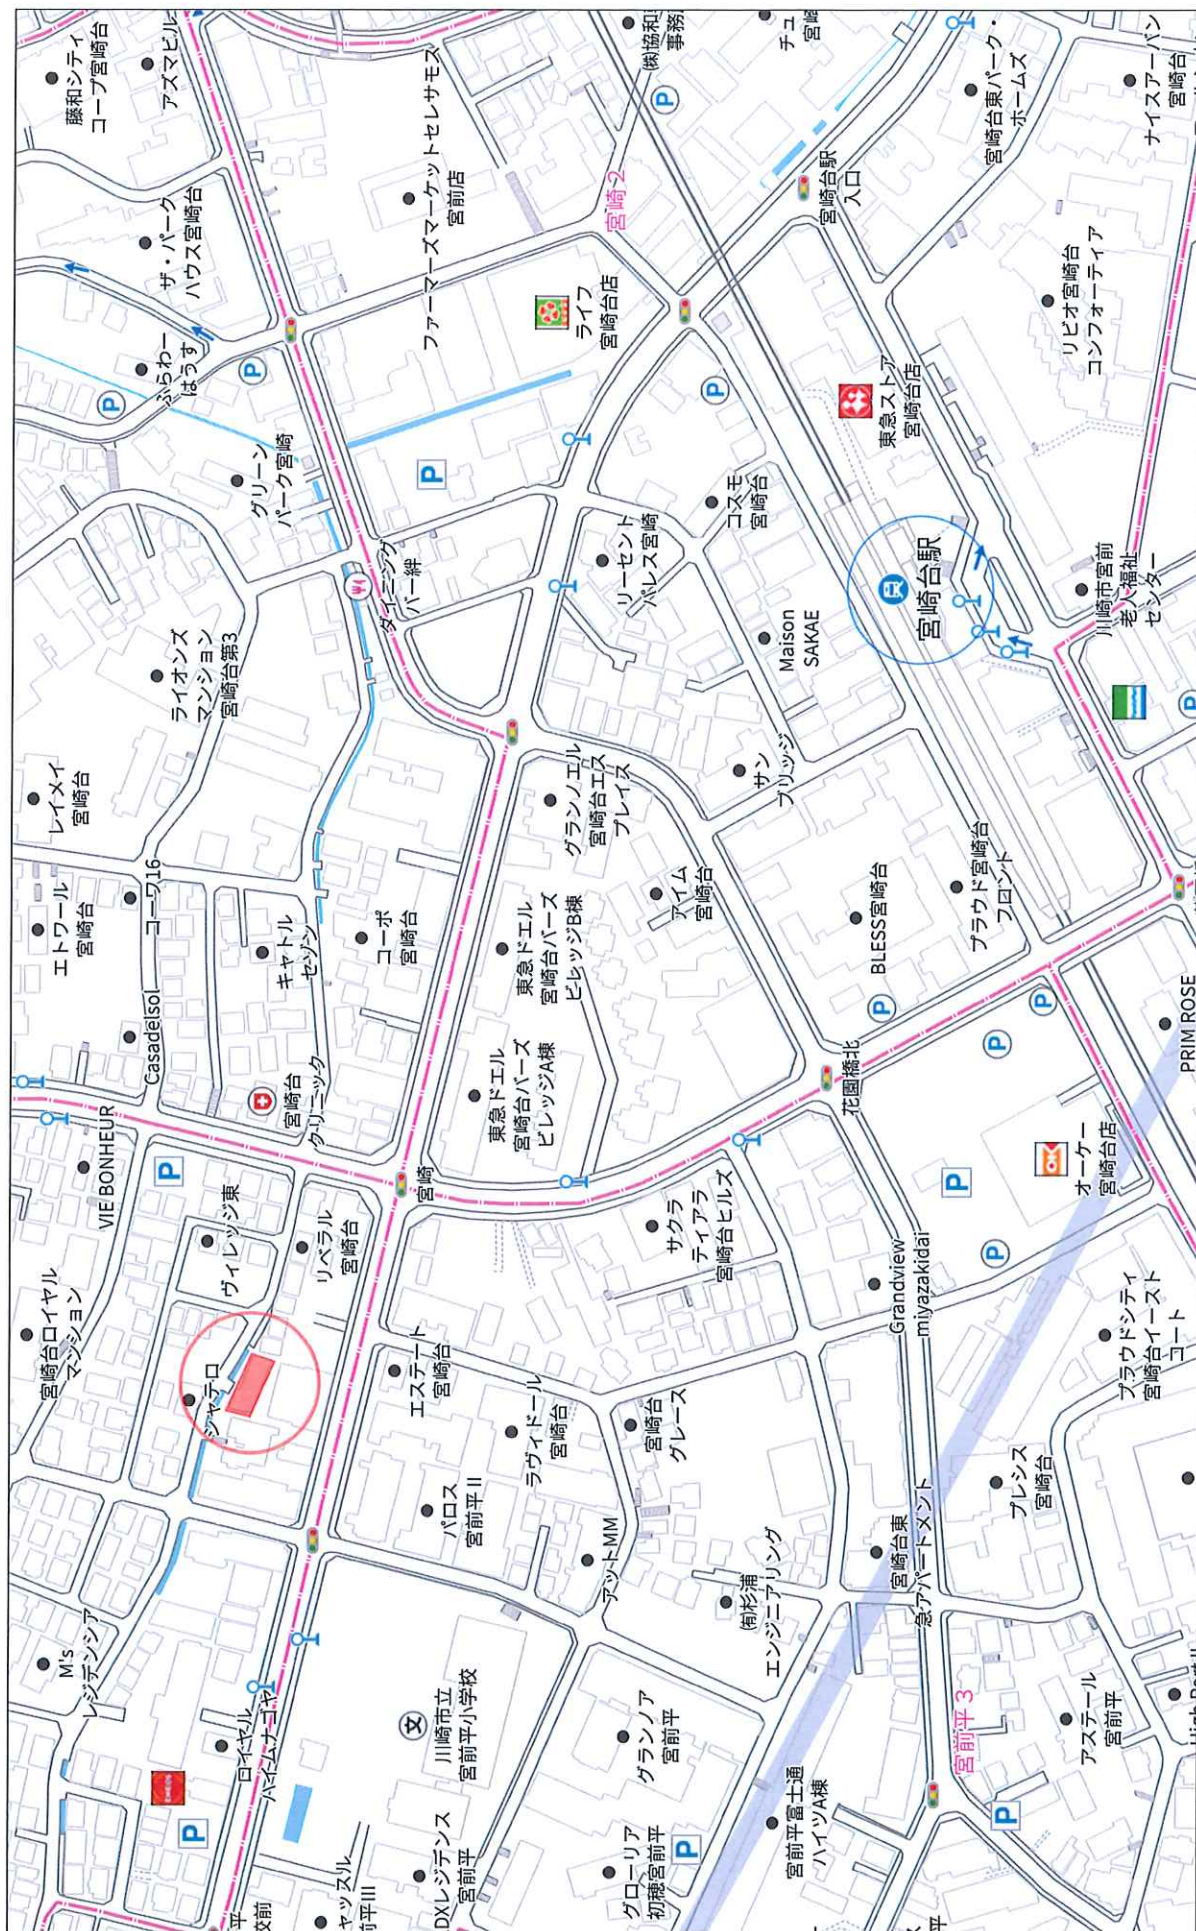 藤和シティ
コープ宮崎台
アズマビル
ザ・パーク
ハウス宮崎台
ふらわー
はうす
P
P
グリーン
パーク宮崎
ファーマーズマーケットセレサモス
宮前店
(株)協和
事務
P
チュ
宮崎
宮崎2
ライフ
宮崎台店
宮崎台駅
入口
宮崎台東パーク・
ホームズ
ナイスアーバン
宮崎台
リビオ宮崎台
コンフォーティア
東急ストア
宮崎台店
P
P
コスモ
宮崎台
リーセント
パレス宮崎
ダイニング
バー絆
ライオンズ
マンション
宮崎台第3
レイメイ
宮崎台
宮崎台駅
Maison
SAKAE
川崎市宮前
老人福祉
センター
P
サン
ブリッジ
グランノエル
宮崎台エス
プレイス
エトワール
宮崎台
コーワ16
キャトル
セゾン
コーポ
宮崎台
東急ドエル
宮崎台バーズ
ビレッジB棟
アイム
宮崎台
BLESS宮崎台
プラウド宮崎台
フロント
P
P
P
PRIM ROSE
Casadelsol
宮崎台
クリニック
東急ドエル
宮崎台バーズ
ビレッジA棟
花園橋北
VIE BONHEUR
P
ヴィレッジ東
リベラル
宮崎台
宮崎
サクラ
ティアラ
宮崎台ヒルズ
P
OK
オーケー
宮崎台店
P
Grandview
miyazakidai
宮崎台ロイヤル
マンション
シャテロ
エステート
宮崎台
ラヴィドール
宮崎台
宮崎台
グレース
プラウドシティ
宮崎台イースト
コート
パロス
宮前平II
アットMM
プレシス
宮崎台
宮崎台東
急アパートメント
(有)杉浦
エンジニアリング
M's
レジデンシア
ロイヤル
ハイムナゴヤ
文
川崎市立
宮前平小学校
グランノア
宮前平
宮前平3
アステール
宮前平
P
宮前平富士通
ハイツA棟
P
P
グローリア
初穂宮前平
DXレジデンス
宮前平